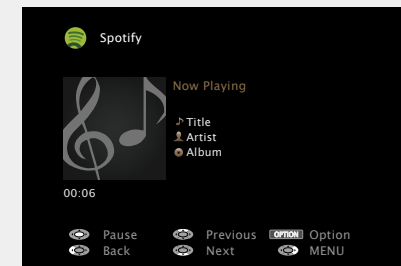 Spotify
Now Playing
Title
Artist
Album
00:06
Pause Previous OPTION Option
Back Next MENU